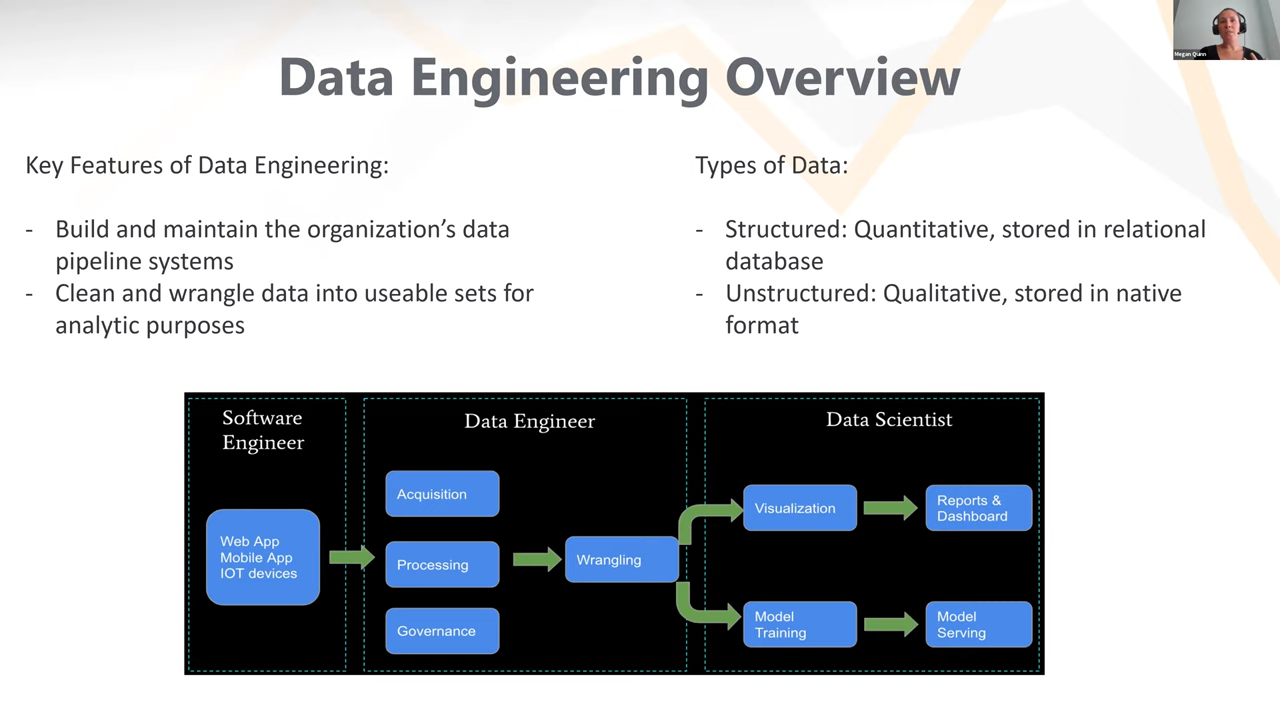 Megan Quinn
Data Engineering Overview
Key Features of Data Engineering:
- Build and maintain the organization's data
pipeline systems
- Clean and wrangle data into useable sets for
analytic purposes
Types of Data:
- Structured: Quantitative, stored in relational
database
- Unstructured: Qualitative, stored in native
format
Software
Engineer
Web App
Mobile App
IOT devices
Data Engineer
Acquisition
Processing
Governance
Wrangling
Data Scientist
Visualization
Reports &
Dashboard
Model
Training
Model
Serving